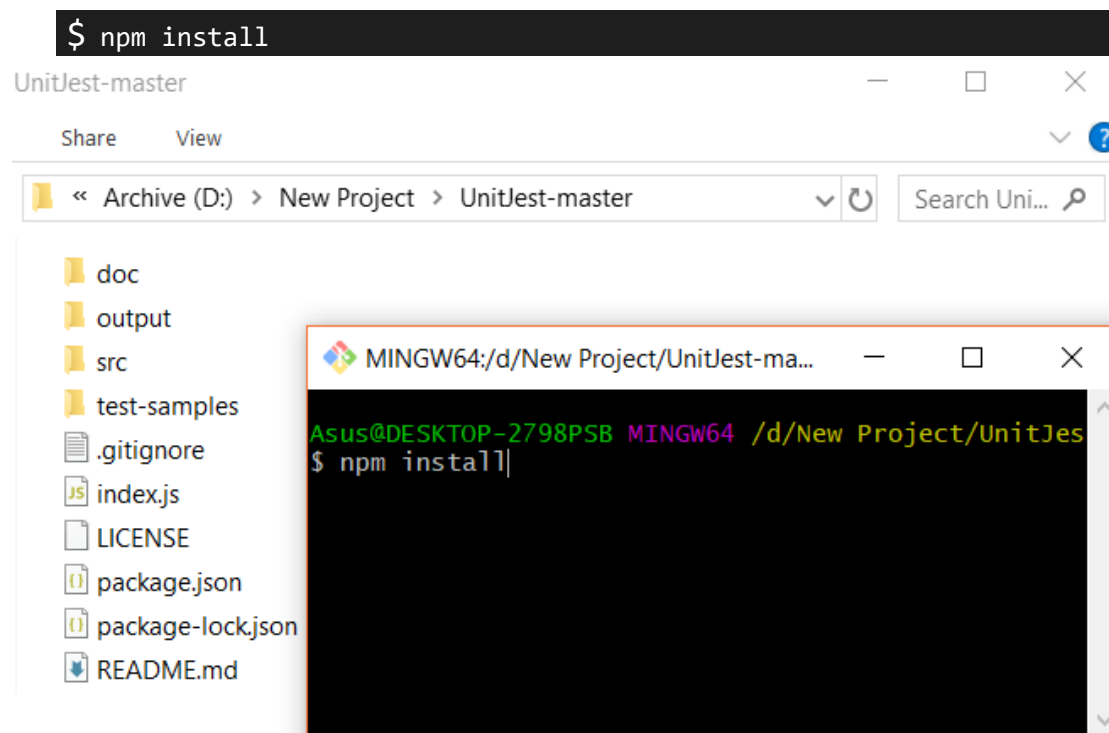 $ npm install
UnitJest-master
Share View
?
« Archive (D:) > New Project > UnitJest-master
Search Uni...
doc
output
src
test-samples
.gitignore
JS index.js
LICENSE
{} package.json
{} package-lock.json
README.md
MINGW64:/d/New Project/UnitJest-ma...
Asus@DESKTOP-2798PSB MINGW64 /d/New Project/UnitJes
$ npm install